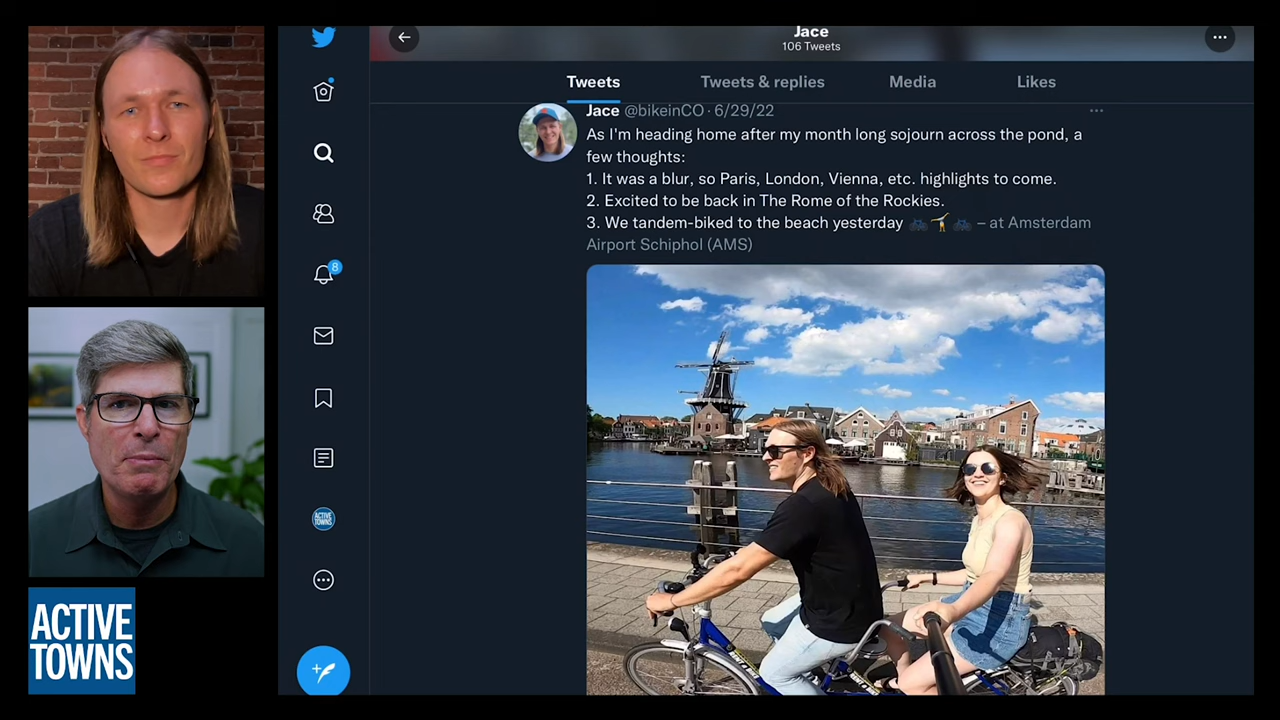 Jace
106 Tweets
Tweets
Tweets & replies
Media
Likes
Jace @bikeinCO · 6/29/22
As I'm heading home after my month long sojourn across the pond, a
few thoughts:
1. It was a blur, so Paris, London, Vienna, etc. highlights to come.
2. Excited to be back in The Rome of the Rockies.
3. We tandem-biked to the beach yesterday 🚲🤸🚲 – at Amsterdam
Airport Schiphol (AMS)
8
ACTIVE
TOWNS
ACTIVE
TOWNS